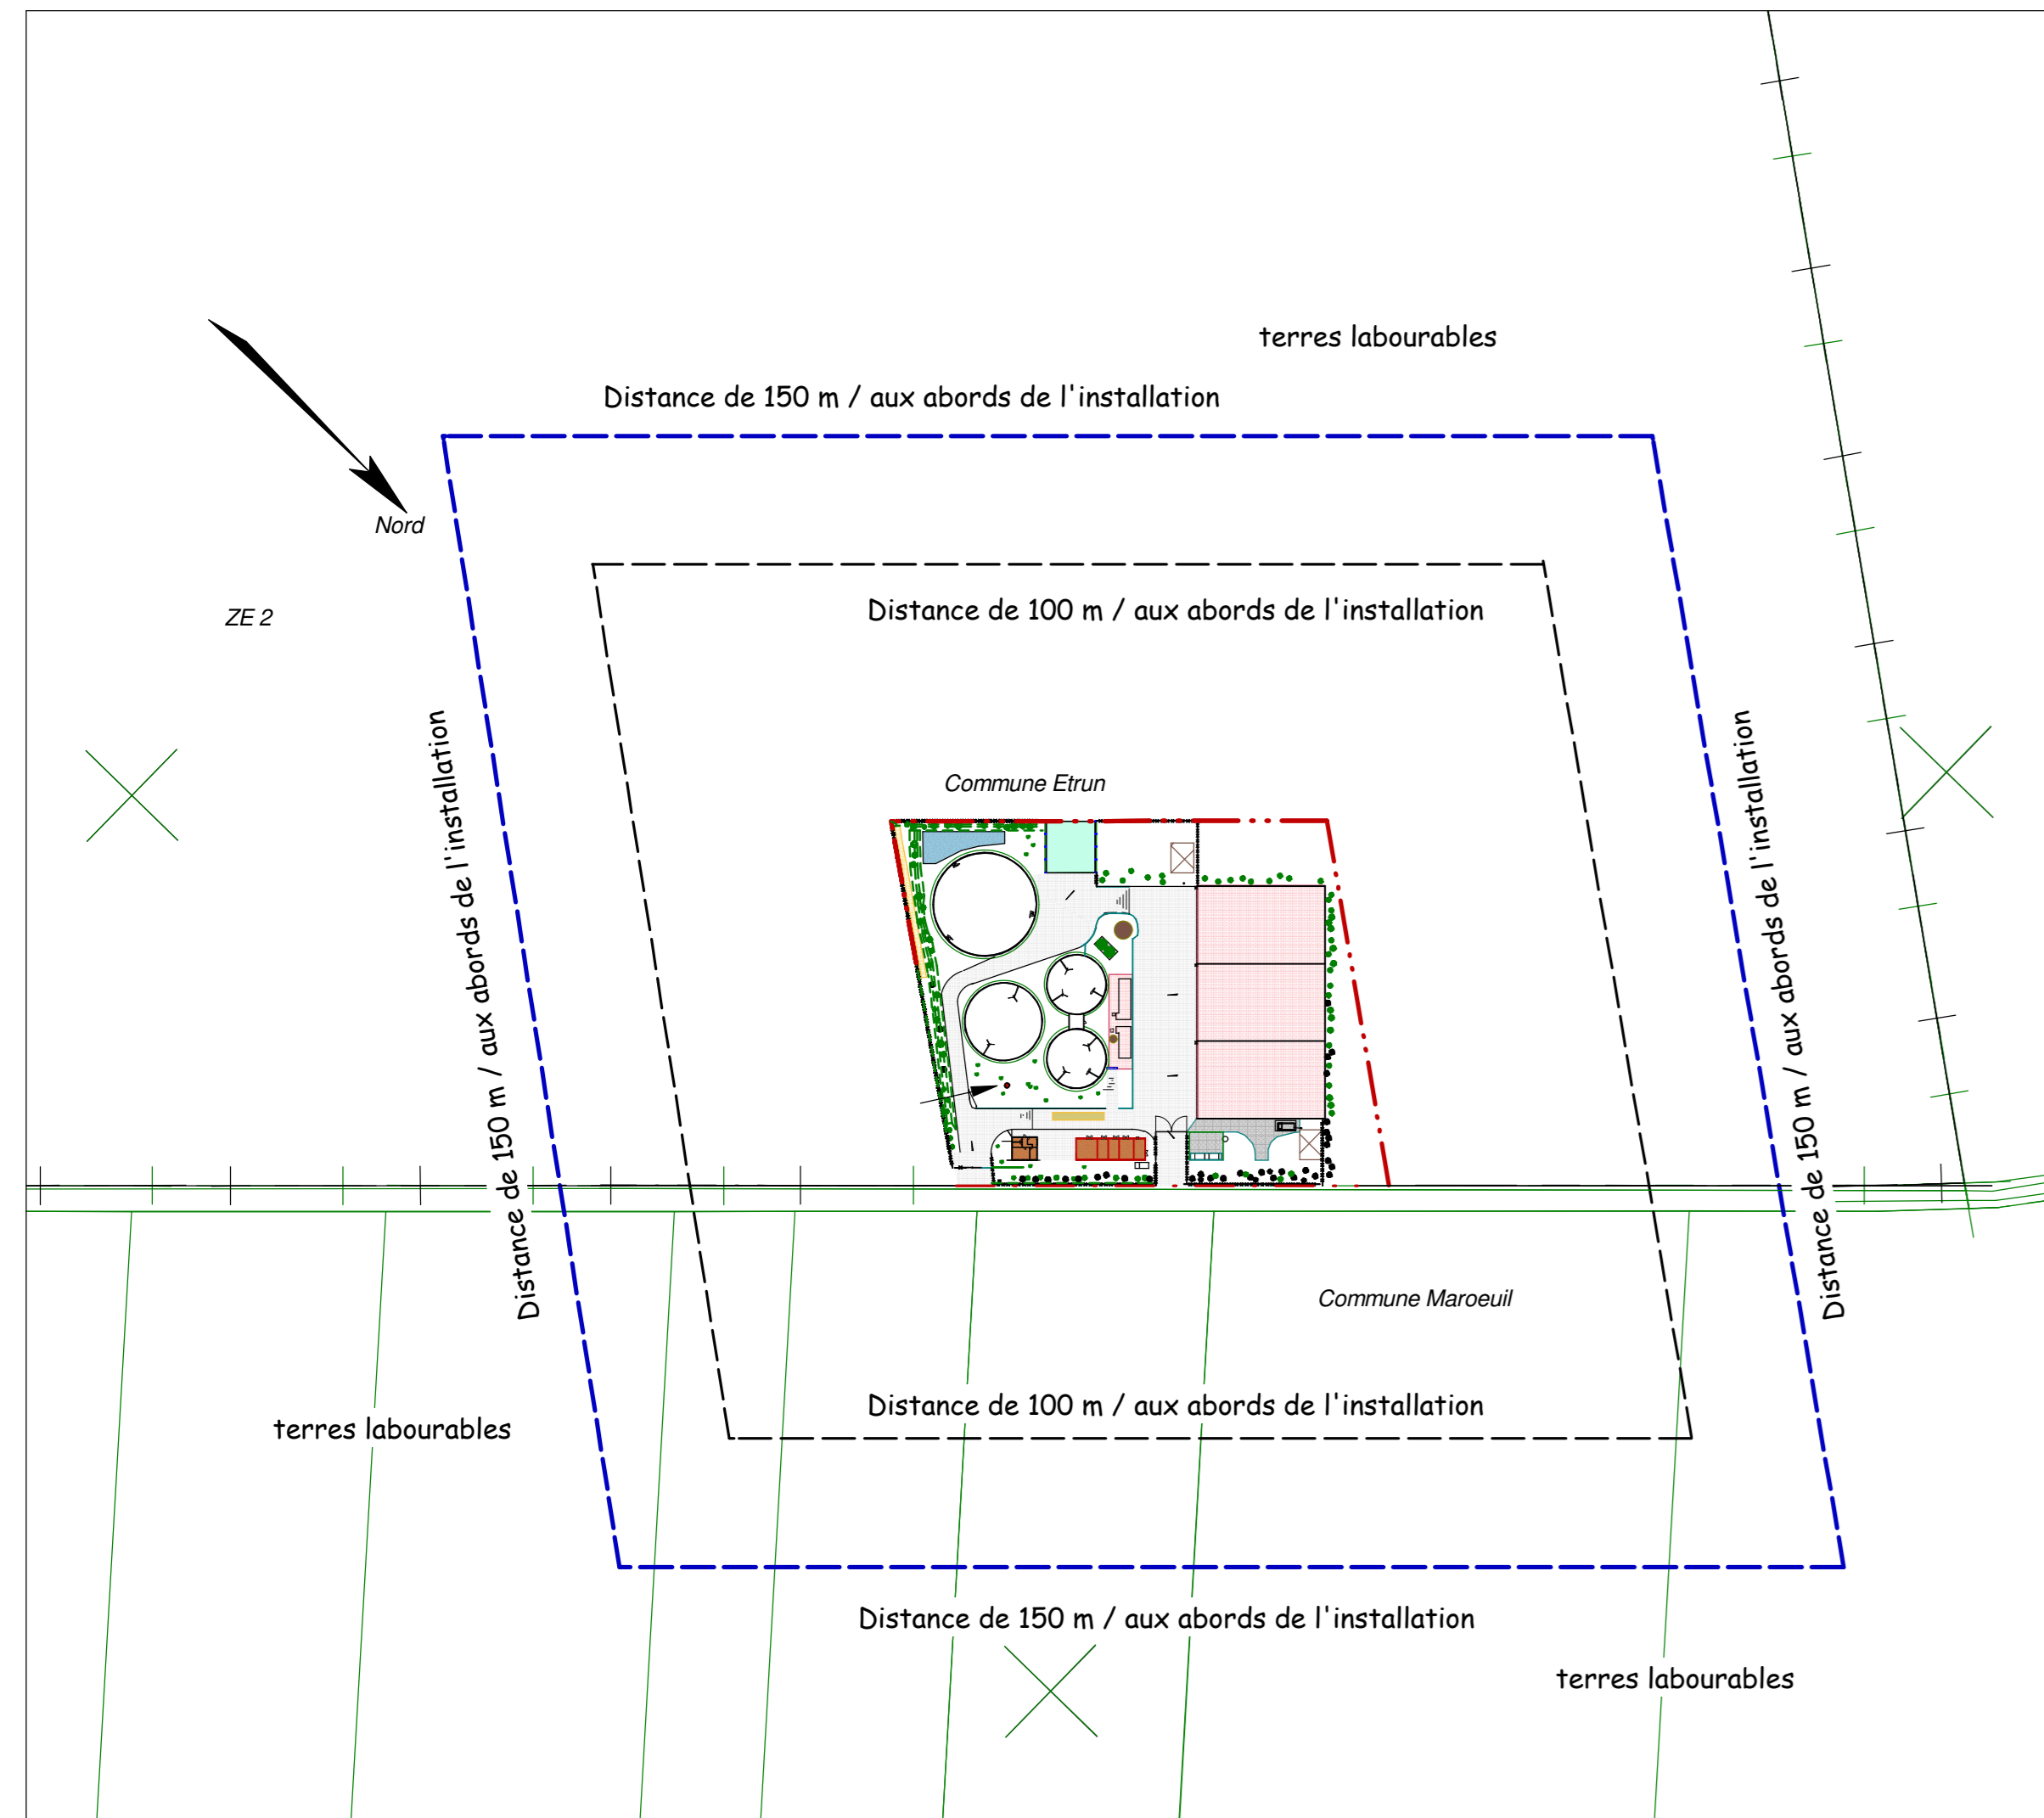 terres labourables
Distance de 150 m / aux abords de l'installation
Nord
Distance de 100 m / aux abords de l'installation
ZE 2
Distance de 150 m / aux abords de l'installation
Distance de 150 m / aux abords de l'installation
Commune Etrun
Commune Maroeuil
Distance de 100 m / aux abords de l'installation
terres labourables
Distance de 150 m / aux abords de l'installation
terres labourables